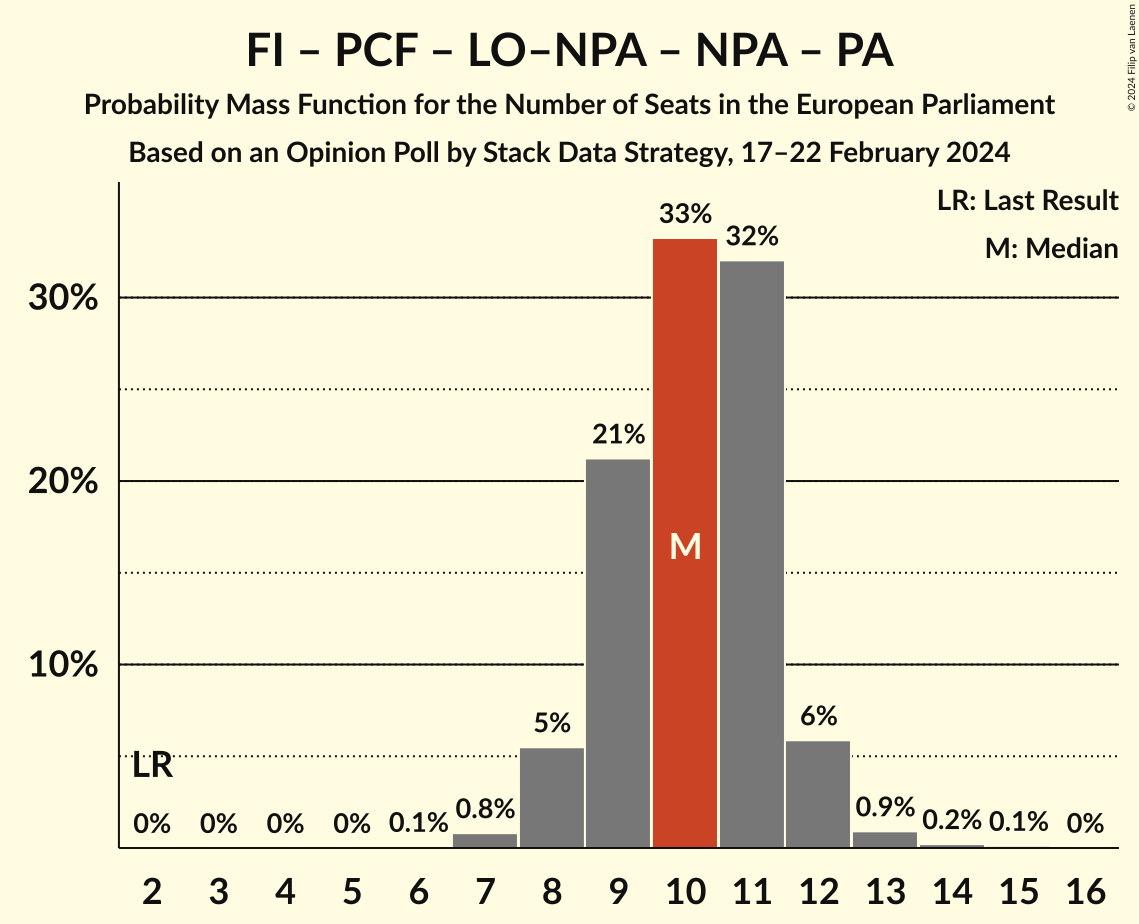 FI – PCF – LO–NPA – NPA – PA
Probability Mass Function for the Number of Seats in the European Parliament
Based on an Opinion Poll by Stack Data Strategy, 17–22 February 2024
© 2024 Filip van Laenen
LR: Last Result
M: Median
30%
20%
10%
LR
M
0% 0% 0% 0% 0.1% 0.8% 5% 21% 33% 32% 6% 0.9% 0.2% 0.1% 0%
2 3 4 5 6 7 8 9 10 11 12 13 14 15 16